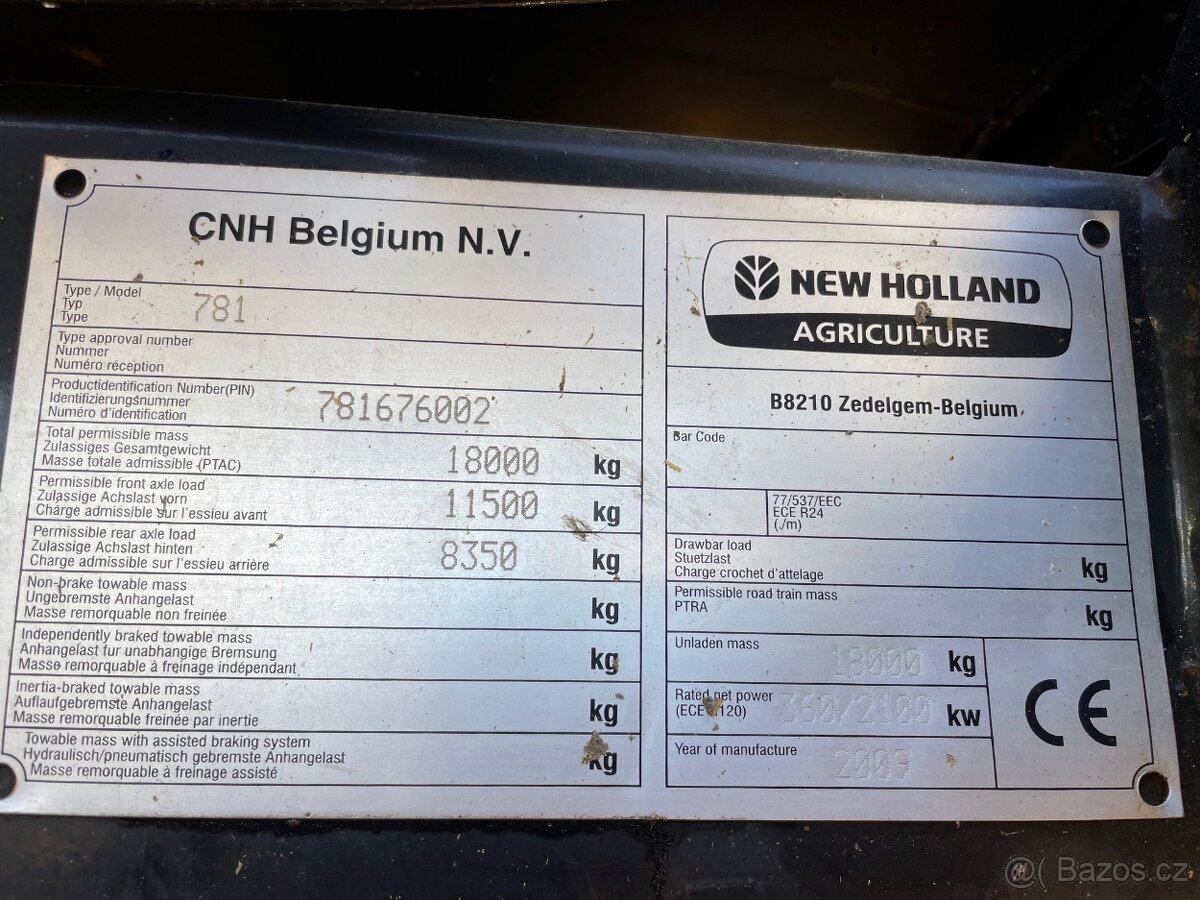 CNH Belgium N.V.
Type / Model
Typ
Type
781
Type approval number
Nummer
Numéro réception
Productidentification Number(PIN)
Identifizierungsnummer
Numéro d'identification
781676002
Total permissible mass
Zulassiges Gesamtgewicht
Masse totale admissible (PTAC)
18000 kg
Permissible front axle load
Zulassige Achslast vorn
Charge admissible sur l'essieu avant
11500 kg
Permissible rear axle load
Zulassige Achslast hinten
Charge admissible sur l'essieu arrière
8350 kg
Non-brake towable mass
Ungebremste Anhangelast
Masse remorquable non freinée
kg
Independently braked towable mass
Anhangelast fur unabhangige Bremsung
Masse remorquable à freinage indépendant
kg
Inertia-braked towable mass
Auflaufgebremste Anhangelast
Masse remorquable freinée par inertie
kg
Towable mass with assisted braking system
Hydraulisch/pneumatisch gebremste Anhangelast
Masse remorquable à freinage assisté
kg
NEW HOLLAND
AGRICULTURE
B8210 Zedelgem-Belgium
Bar Code
77/537/EEC
ECE R24
(./m)
Drawbar load
Stuetzlast
Charge crochet d'attelage
kg
Permissible road train mass
PTRA
kg
Unladen mass
18000 kg
Rated net power
(ECE R120)
360/2100 kw
Year of manufacture
2009
CE
@( Bazos.cz